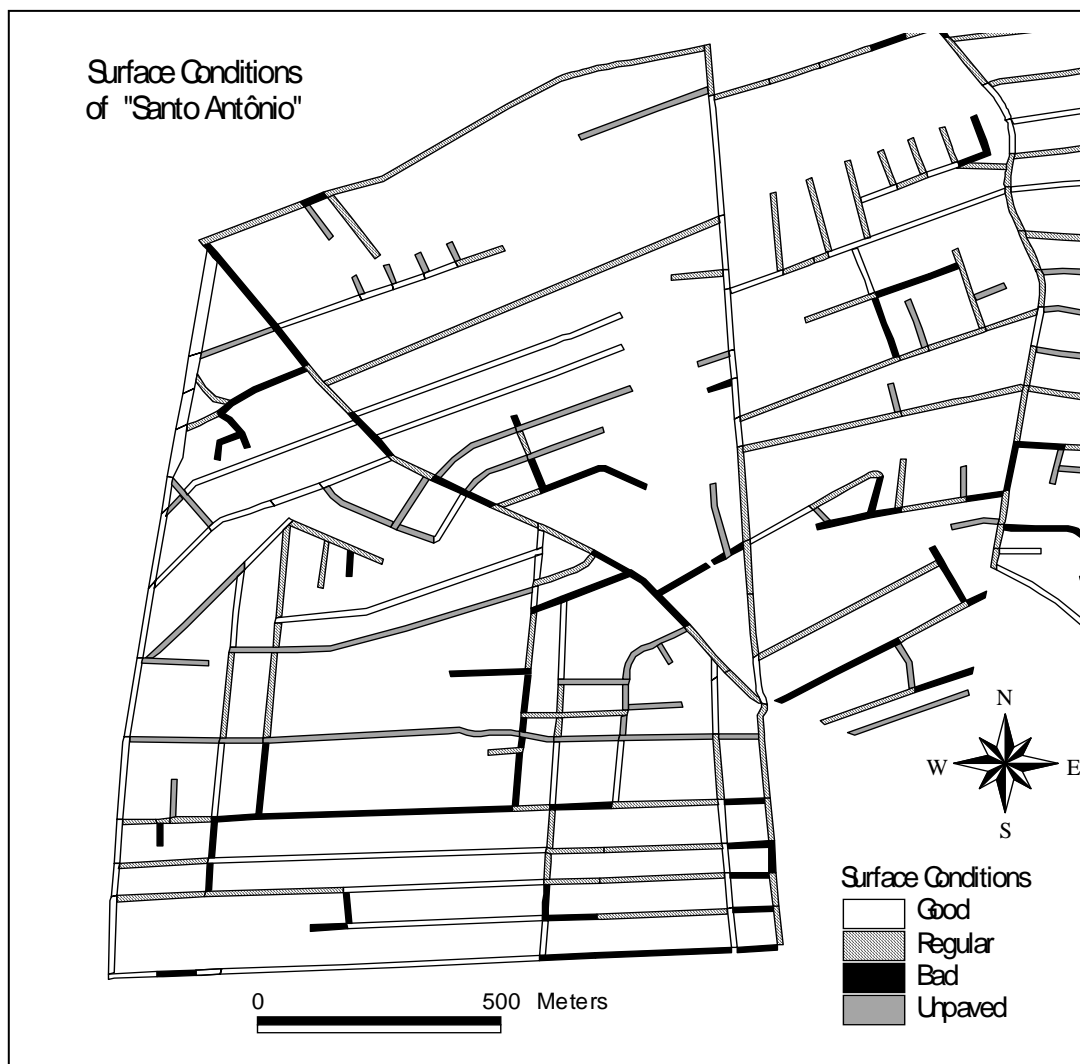 Surface Conditions
of "Santo Antônio"
N
W
E
S
Surface Conditions
Good
Regular
Bad
Unpaved
0 500 Meters